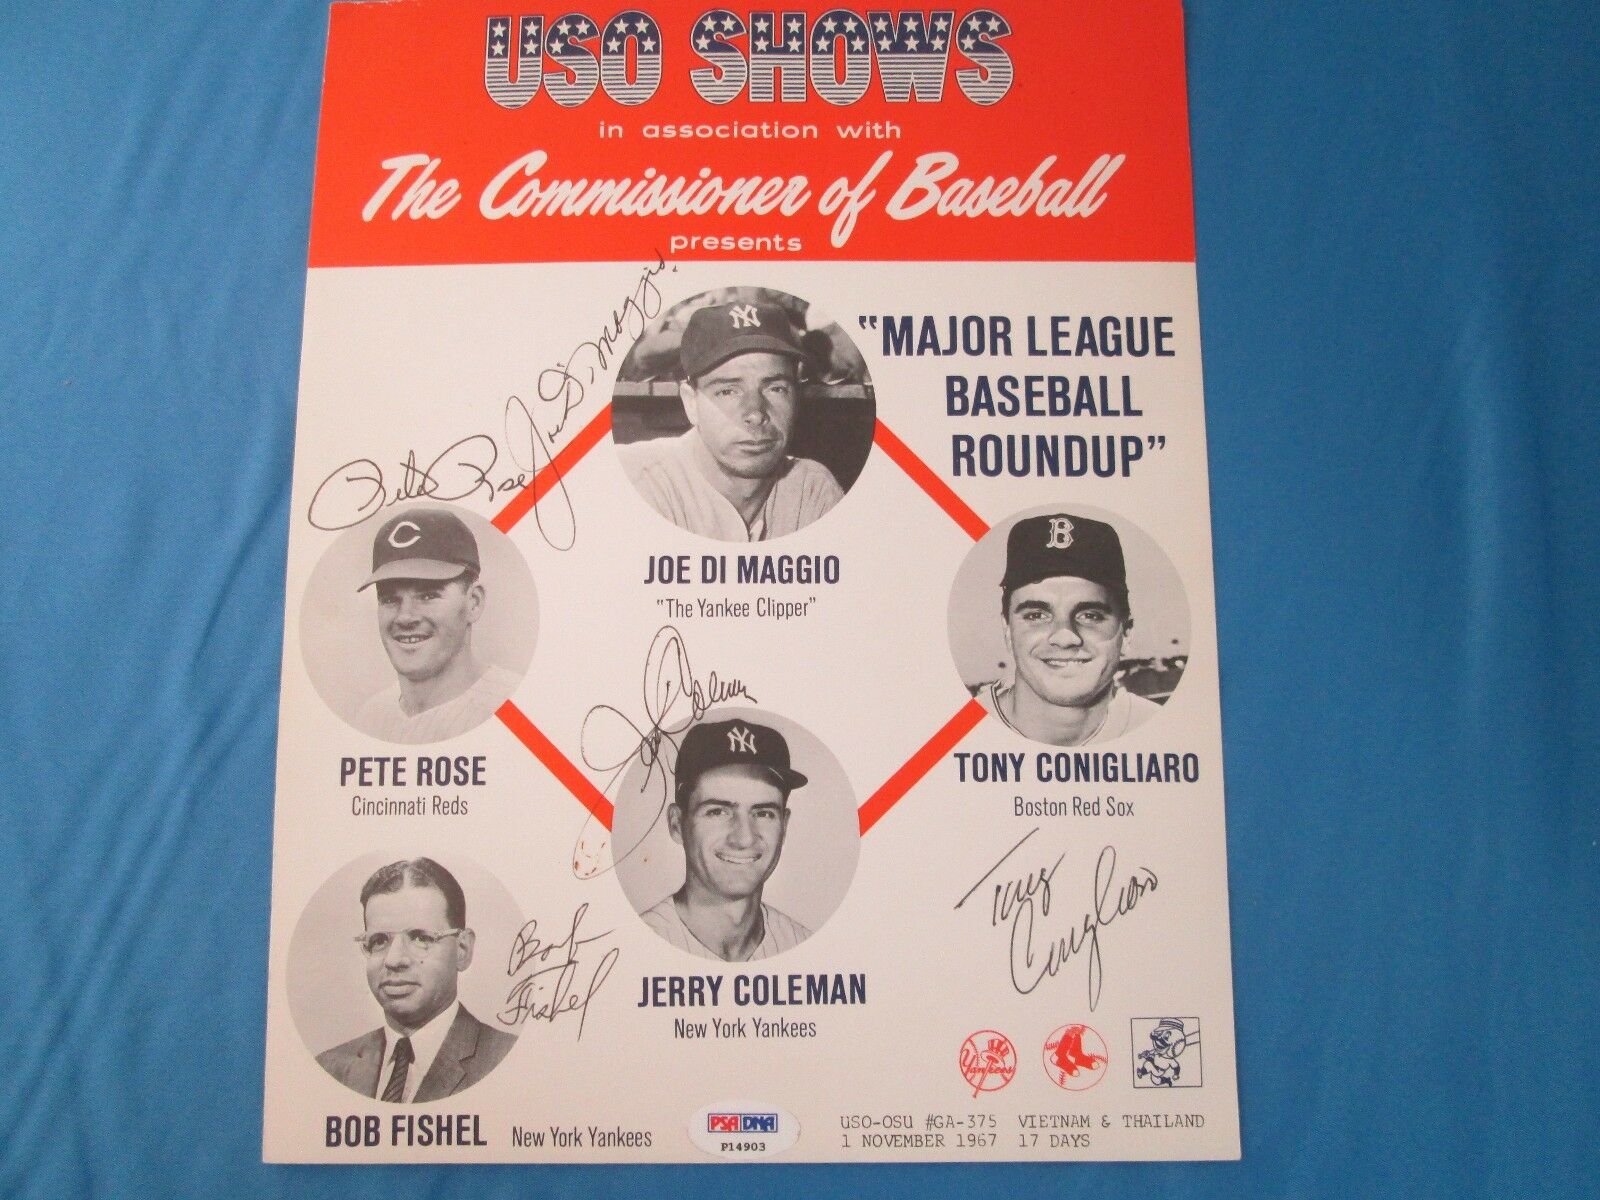 USO SHOWS
in association with
The Commissioner of Baseball
presents
"MAJOR LEAGUE
BASEBALL
ROUNDUP"
Joe DiMaggio
Pete Rose
JOE DI MAGGIO
"The Yankee Clipper"
PETE ROSE
Cincinnati Reds
TONY CONIGLIARO
Boston Red Sox
Jerry Coleman
Tony
Conigliaro
Bob
Fishel
JERRY COLEMAN
New York Yankees
Yankees
BOB FISHEL New York Yankees
PSA DNA
P14903
USO-OSU #GA-375 VIETNAM & THAILAND
1 NOVEMBER 1967 17 DAYS